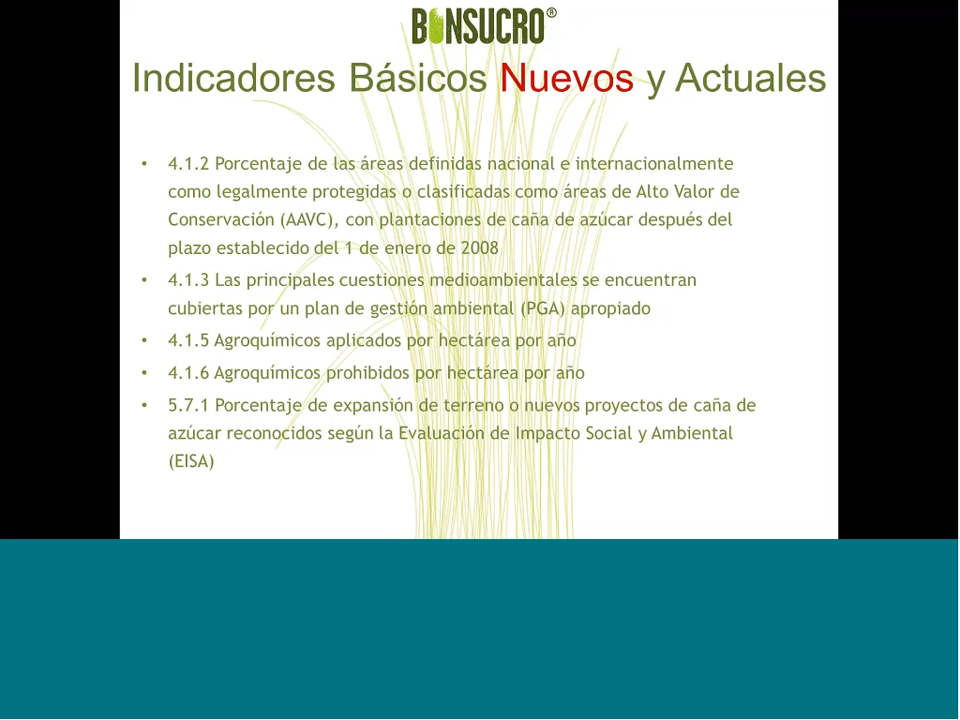 BONSUCRO®
Indicadores Básicos Nuevos y Actuales
• 4.1.2 Porcentaje de las áreas definidas nacional e internacionalmente
como legalmente protegidas o clasificadas como áreas de Alto Valor de
Conservación (AAVC), con plantaciones de caña de azúcar después del
plazo establecido del 1 de enero de 2008
• 4.1.3 Las principales cuestiones medioambientales se encuentran
cubiertas por un plan de gestión ambiental (PGA) apropiado
• 4.1.5 Agroquímicos aplicados por hectárea por año
• 4.1.6 Agroquímicos prohibidos por hectárea por año
• 5.7.1 Porcentaje de expansión de terreno o nuevos proyectos de caña de
azúcar reconocidos según la Evaluación de Impacto Social y Ambiental
(EISA)